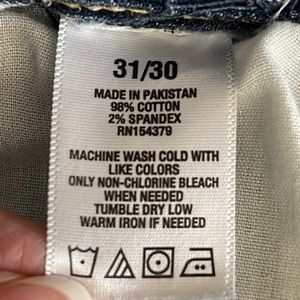 31/30
MADE IN PAKISTAN
98% COTTON
2% SPANDEX
RN154379
MACHINE WASH COLD WITH
LIKE COLORS
ONLY NON-CHLORINE BLEACH
WHEN NEEDED
TUMBLE DRY LOW
WARM IRON IF NEEDED